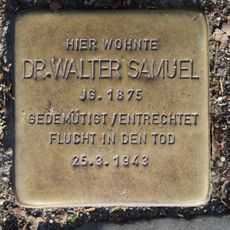 HIER WOHNTE
DR. WALTER SAMUEL
JG. 1875
GEDEMÜTIGT / ENTRECHTET
FLUCHT IN DEN TOD
25.3.1943